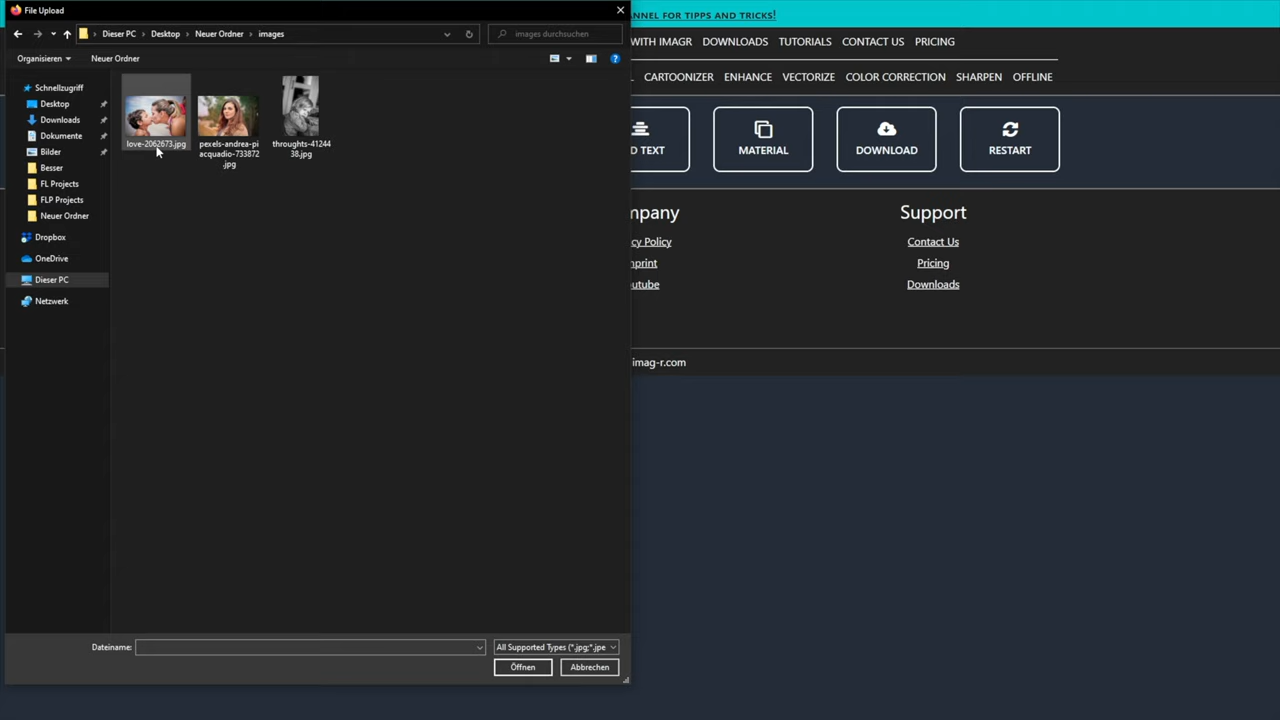 File Upload
ANNEL FOR TIPPS AND TRICKS!
Dieser PC
Desktop
Neuer Ordner
images
images durchsuchen
WITH IMAGR
DOWNLOADS
TUTORIALS
CONTACT US
PRICING
Organisieren
Neuer Ordner
CARTOONIZER
ENHANCE
VECTORIZE
COLOR CORRECTION
SHARPEN
OFFLINE
Schnellzugriff
Desktop
Downloads
Dokumente
Bilder
Besser
FL Projects
FLP Projects
Neuer Ordner
Dropbox
OneDrive
Dieser PC
Netzwerk
love-2062673.jpg
pexels-andrea-pi
acquadio-733872
.jpg
throughts-41244
38.jpg
D TEXT
MATERIAL
DOWNLOAD
RESTART
mpany
cy Policy
mprint
outube
Support
Contact Us
Pricing
Downloads
imag-r.com
Dateiname:
All Supported Types (*.jpg;*.jpe
Öffnen
Abbrechen